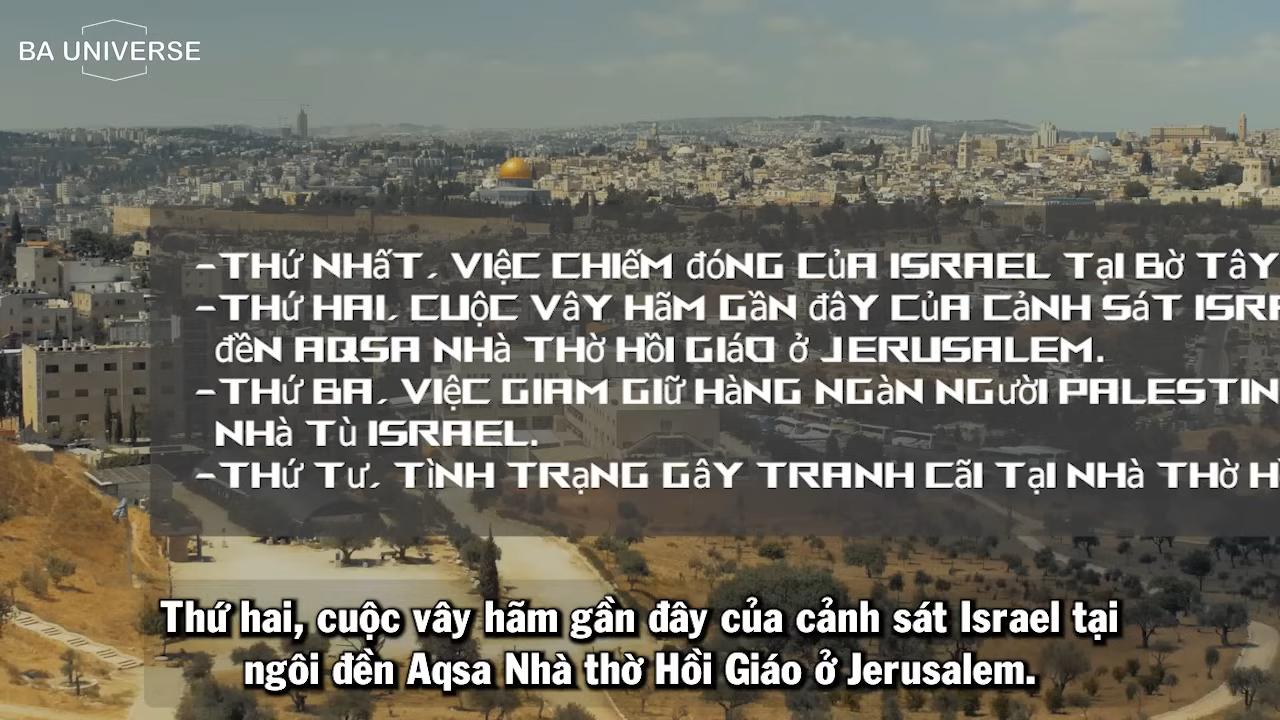 BA UNIVERSE
-THỨ NHẤT, VIỆC CHIẾM ĐÓNG CỦA ISRAEL TẠI BỜ TÂY
-THỨ HAI, CUỘC VÂY HÃM GẦN ĐÂY CỦA CẢNH SÁT ISRA
ĐỀN AQSA NHÀ THỜ HỒI GIÁO Ở JERUSALEM.
-THỨ BA, VIỆC GIAM GIỮ HÀNG NGÀN NGƯỜI PALESTIN
NHÀ TÙ ISRAEL.
-THỨ TƯ, TÌNH TRẠNG GÂY TRANH CÃI TẠI NHÀ THỜ H
Thứ hai, cuộc vây hãm gần đây của cảnh sát Israel tại
ngôi đền Aqsa Nhà thờ Hồi Giáo ở Jerusalem.